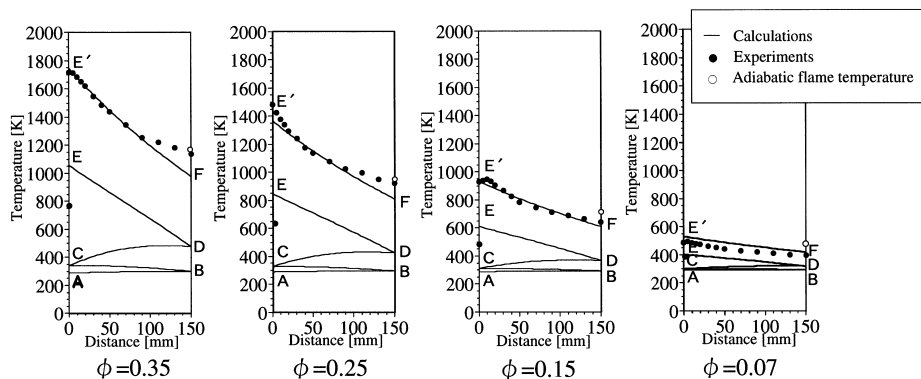 2000
1800
1600
1400
1200
1000
800
600
400
200
0
Temperature [K]
E′
E
F
C
D
B
A
0 50 100 150
Distance [mm]
ϕ=0.35
2000
1800
1600
1400
1200
1000
800
600
400
200
0
Temperature [K]
E′
E
F
C
D
B
A
0 50 100 150
Distance [mm]
ϕ=0.25
2000
1800
1600
1400
1200
1000
800
600
400
200
0
Temperature [K]
E′
E
F
C
D
B
A
0 50 100 150
Distance [mm]
ϕ=0.15
Calculations
Experiments
Adiabatic flame temperature
2000
1800
1600
1400
1200
1000
800
600
400
200
0
Temperature [K]
E′
E
F
C
D
A
B
0 50 100 150
Distance [mm]
ϕ=0.07